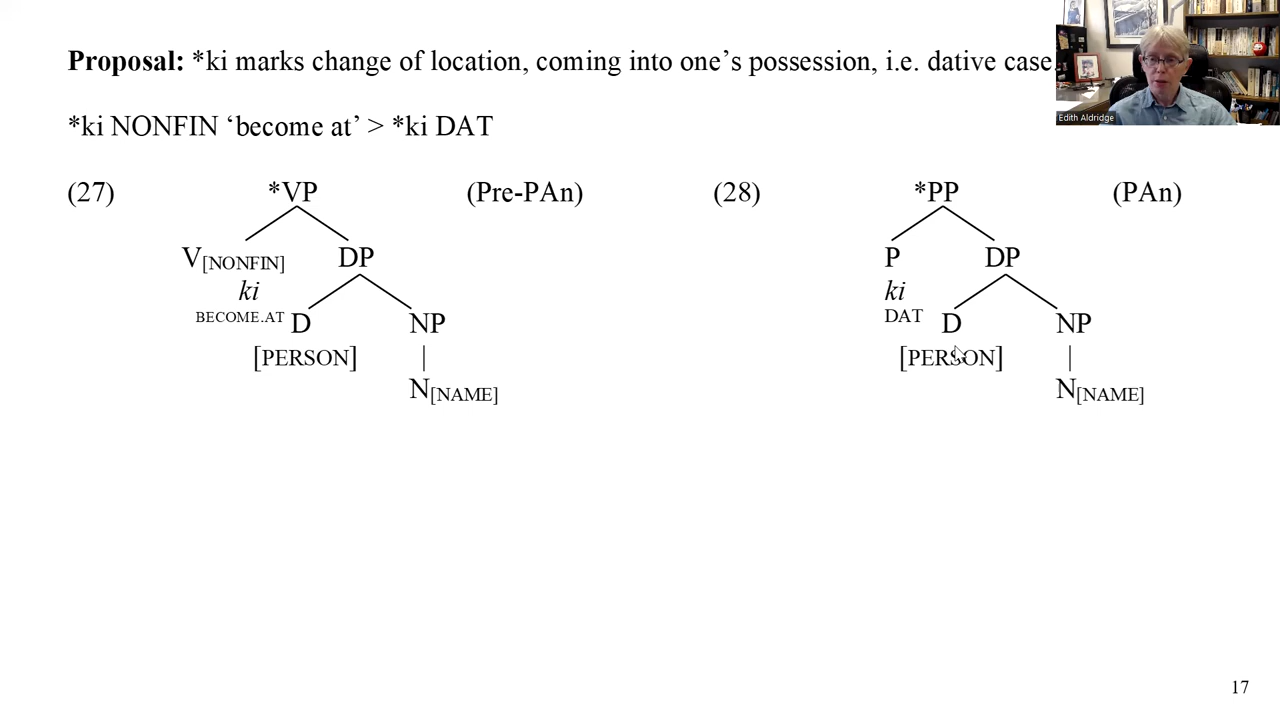 Proposal: *ki marks change of location, coming into one's possession, i.e. dative case.
Edith Aldridge
*ki NONFIN ‘become at’ > *ki DAT
(27) *VP (Pre-PAn) (28) *PP (PAn)
V[NONFIN] DP P DP
ki ki
BECOME.AT D NP DAT D NP
[PERSON] [PERSON]
N[NAME] N[NAME]
17